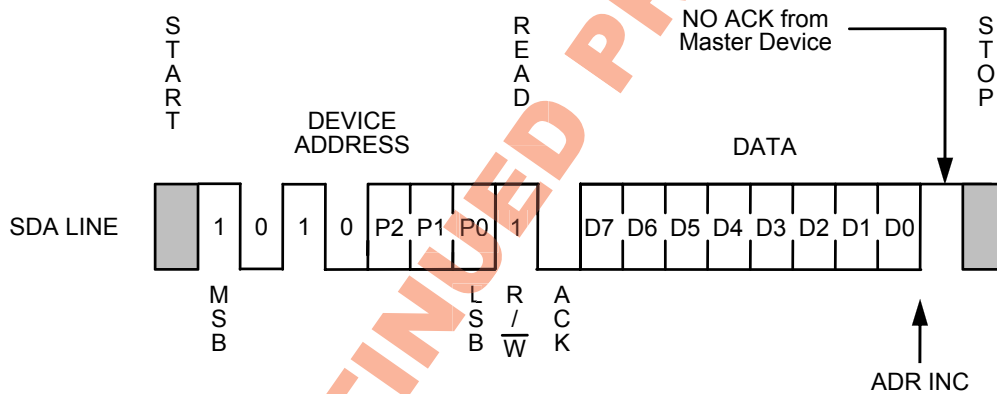 START
READ
NO ACK from
Master Device
STOP
DEVICE
ADDRESS
DATA
SDA LINE
1 0 1 0 P2 P1 P0 1 D7 D6 D5 D4 D3 D2 D1 D0
MSB
LSB
R/W
ACK
ADR INC